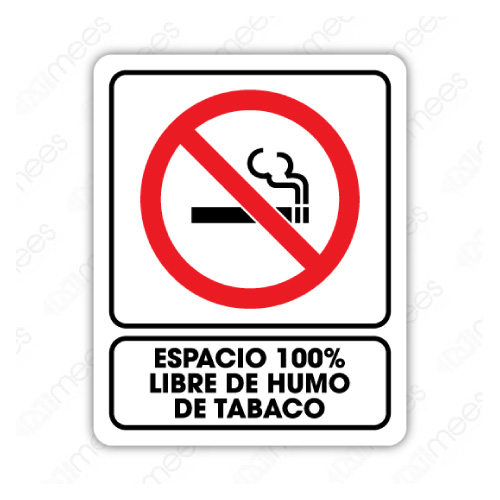 ESPACIO 100%
LIBRE DE HUMO
DE TABACO